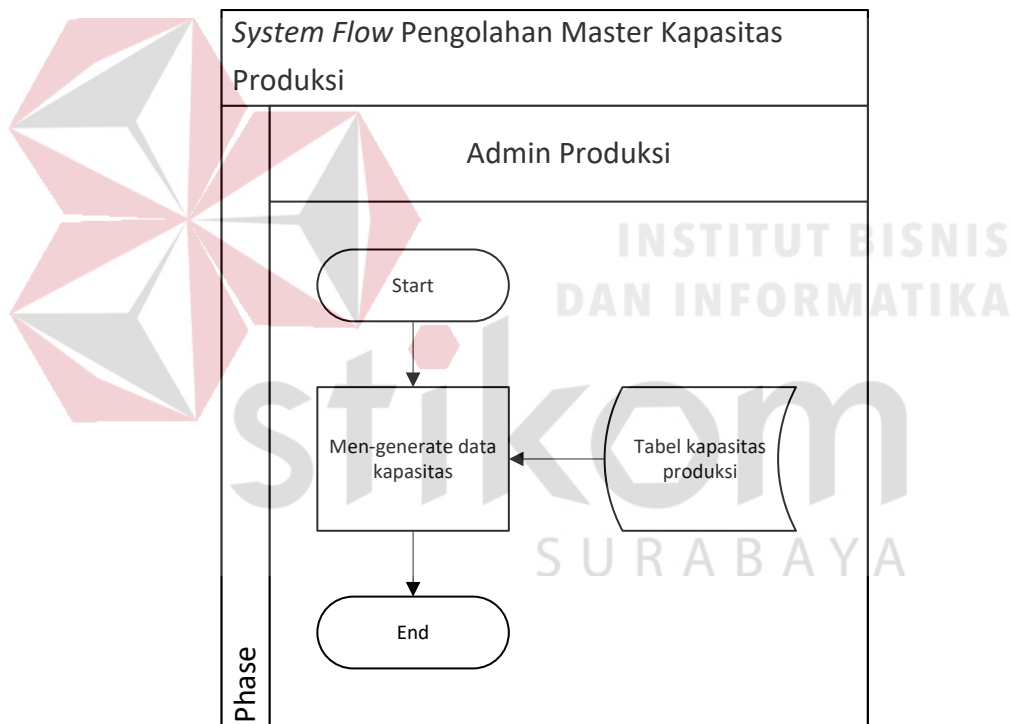 System Flow Pengolahan Master Kapasitas
Produksi
Admin Produksi
INSTITUT BISNIS
DAN INFORMATIKA
Start
stikom
Men-generate data
kapasitas
Tabel kapasitas
produksi
SURABAYA
End
Phase